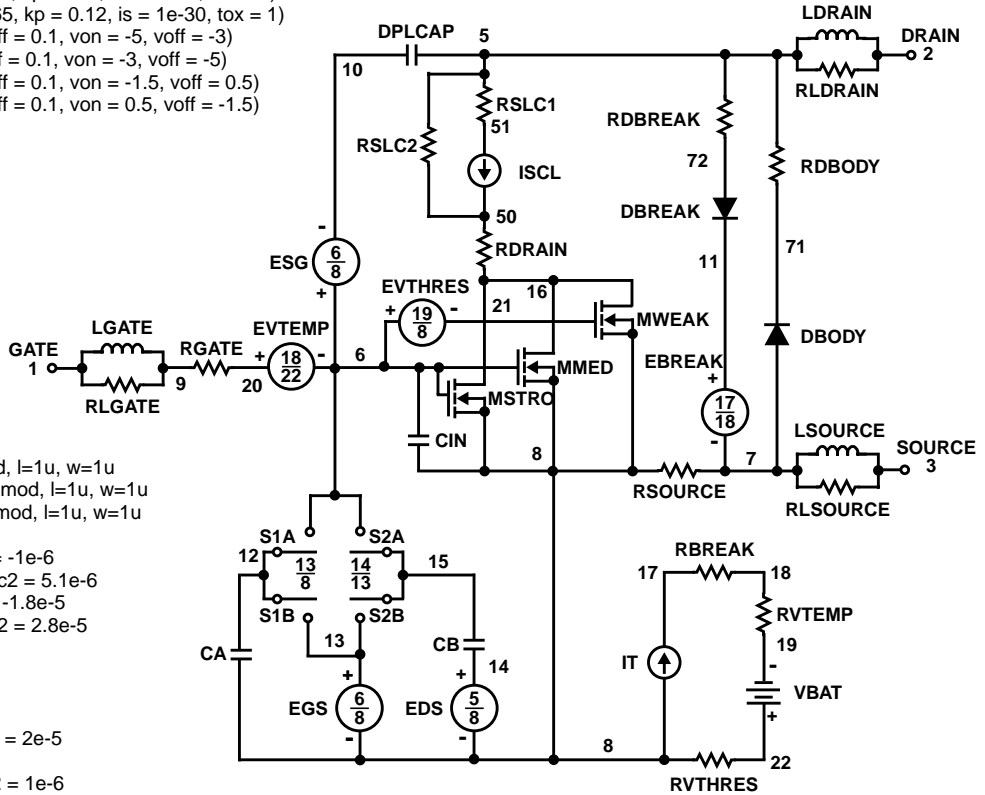 65, kp = 0.12, is = 1e-30, tox = 1)
ff = 0.1, von = -5, voff = -3)
f = 0.1, von = -3, voff = -5)
ff = 0.1, von = -1.5, voff = 0.5)
ff = 0.1, von = 0.5, voff = -1.5)
DPLCAP
5
10
LDRAIN
DRAIN
2
RLDRAIN
RSLC1
51
RSLC2
ISCL
50
RDBREAK
72
RDBODY
DBREAK
11
71
ESG
6
8
RDRAIN
EVTHRES
19
8
21
16
MWEAK
EBREAK
DBODY
LGATE
GATE
1
RLGATE
9
RGATE
20
EVTEMP
18
22
6
MMED
MSTRO
CIN
8
17
18
LSOURCE
SOURCE
3
7
RSOURCE
RLSOURCE
d, l=1u, w=1u
mod, l=1u, w=1u
mod, l=1u, w=1u
= -1e-6
c2 = 5.1e-6
-1.8e-5
2 = 2.8e-5
= 2e-5
2 = 1e-6
S1A
S2A
12
13
8
14
13
15
S1B
S2B
13
CA
CB
14
EGS
6
8
EDS
5
8
8
RBREAK
17
18
RVTEMP
19
IT
VBAT
22
RVTHRES
+
-